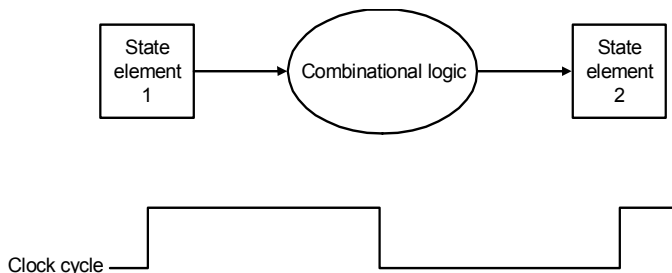 State
element
1
Combinational logic
State
element
2
Clock cycle